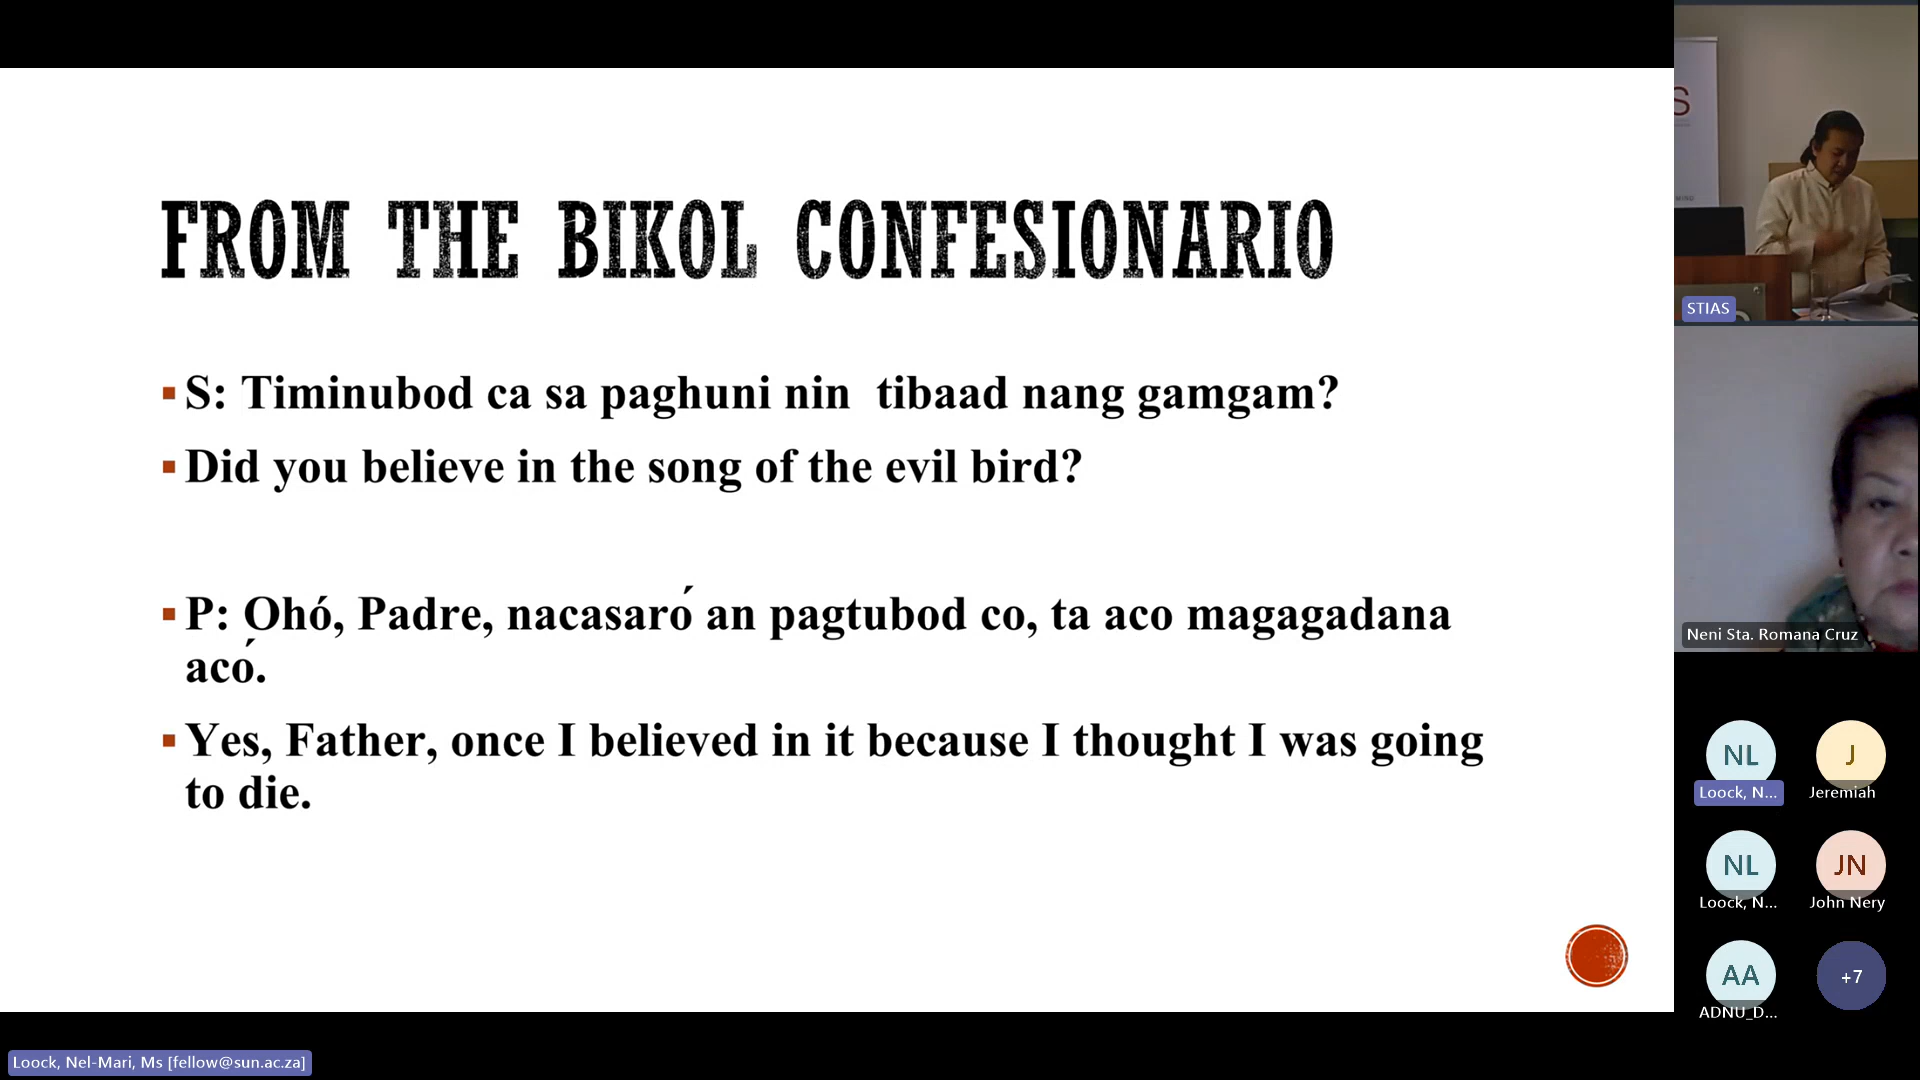 FROM THE BIKOL CONFESIONARIO
S: Timinubod ca sa paghuni nin  tibaad nang gamgam?
Did you believe in the song of the evil bird?
P: Ohó, Padre, nacasaró an pagtubod co, ta aco magagadana
acó.
Yes, Father, once I believed in it because I thought I was going
to die.
S
STIAS
Neni Sta. Romana Cruz
NL
Loock, N...
J
Jeremiah
NL
Loock, N...
JN
John Nery
AA
ADNU_D...
+7
Loock, Nel-Mari, Ms [fellow@sun.ac.za]